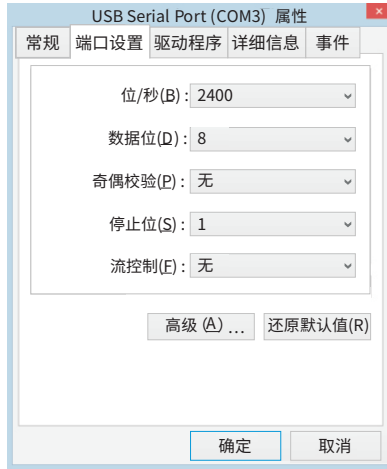 USB Serial Port (COM3) 属性
常规 端口设置 驱动程序 详细信息 事件
位/秒(B): 2400
数据位(D): 8
奇偶校验(P): 无
停止位(S): 1
流控制(F): 无
高级 (A) ... 还原默认值(R)
确定 取消